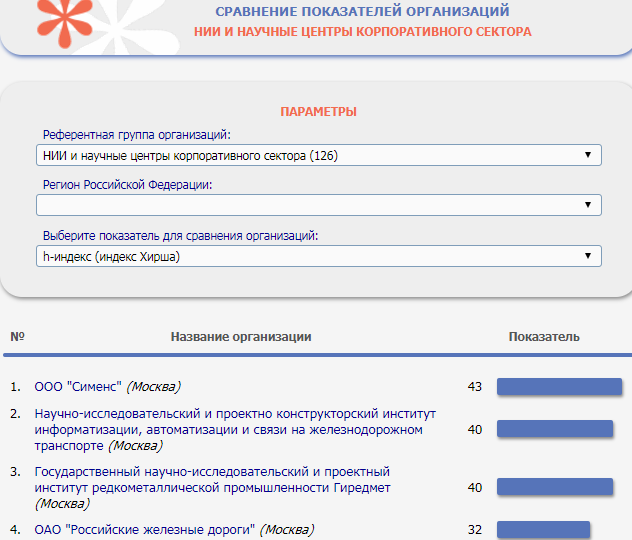 СРАВНЕНИЕ ПОКАЗАТЕЛЕЙ ОРГАНИЗАЦИЙ
НИИ И НАУЧНЫЕ ЦЕНТРЫ КОРПОРАТИВНОГО СЕКТОРА
ПАРАМЕТРЫ
Референтная группа организаций:
НИИ и научные центры корпоративного сектора (126)
Регион Российской Федерации:
Выберите показатель для сравнения организаций:
h-индекс (индекс Хирша)
№ Название организации Показатель
1. ООО "Сименс" (Москва) 43
2. Научно-исследовательский и проектно конструкторский институт
информатизации, автоматизации и связи на железнодорожном 40
транспорте (Москва)
3. Государственный научно-исследовательский и проектный
институт редкометаллической промышленности Гиредмет 40
(Москва)
4. ОАО "Российские железные дороги" (Москва) 32